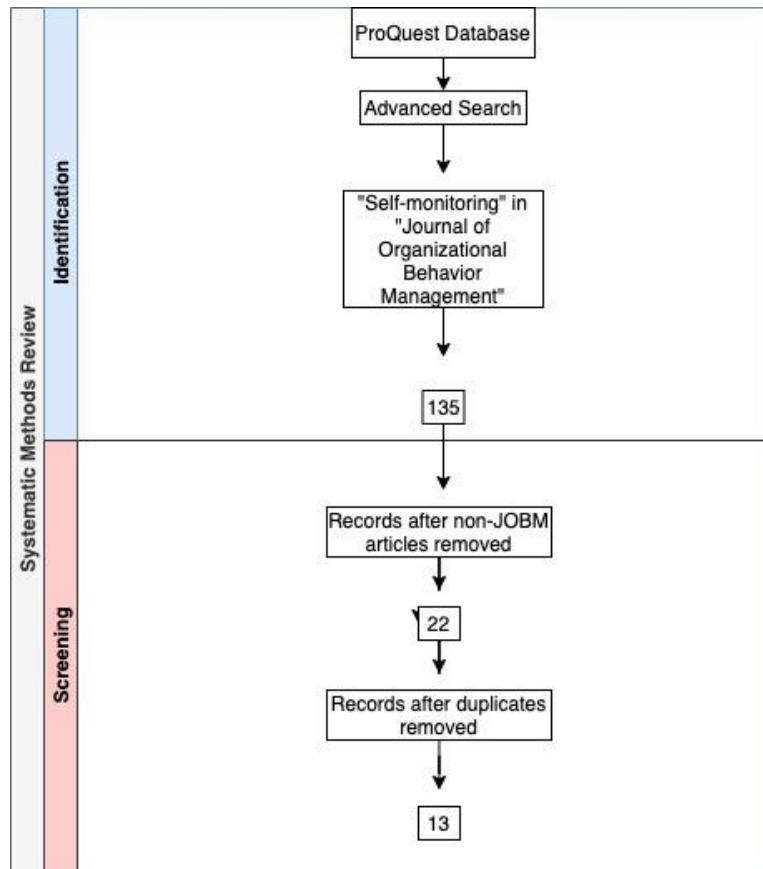 Systematic Methods Review
Identification
ProQuest Database
Advanced Search
"Self-monitoring" in
"Journal of
Organizational
Behavior
Management"
135
Screening
Records after non-JOBM
articles removed
22
Records after duplicates
removed
13